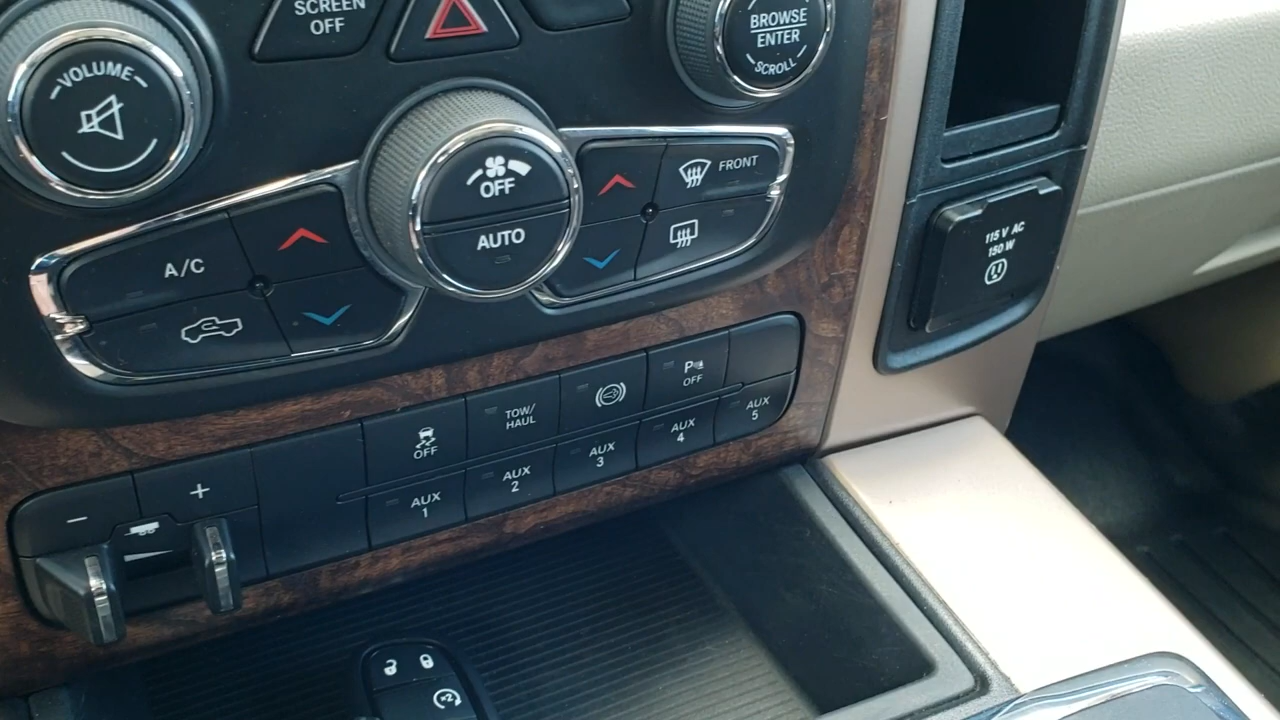 SCREEN
OFF
BROWSE
ENTER
SCROLL
VOLUME
OFF
AUTO
FRONT
A/C
115 V AC
150 W
OFF
TOW/
HAUL
P
OFF
- +
AUX
1
AUX
2
AUX
3
AUX
4
AUX
5
×2